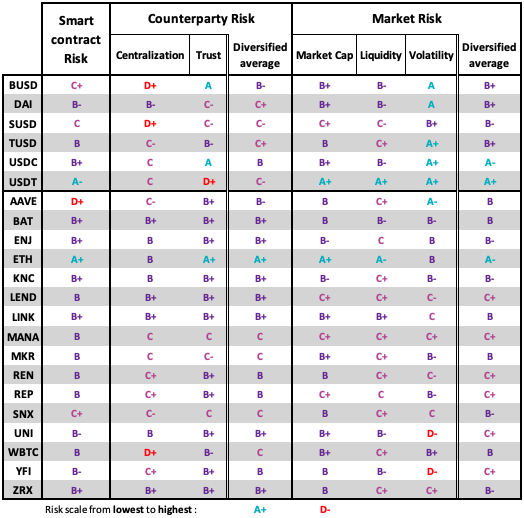 Smart contract Risk Counterparty Risk Market Risk
Centralization Trust Diversified average Market Cap Liquidity Volatility Diversified average
BUSD C+ D+ A B- B+ B- A B+
DAI B- B- C- C+ B+ B- A B+
SUSD C D+ C- C- C+ C- B+ B-
TUSD B C- B- C+ B C+ A+ B+
USDC B+ C A B B+ B- A+ A-
USDT A- C D+ C- A+ A+ A+ A+
AAVE D+ C- B+ B- B C+ A- B
BAT B+ B+ B+ B+ B B- B- B
ENJ B+ B B+ B+ B- C B B-
ETH A+ B A+ A+ A+ A- B A-
KNC B+ B B+ B+ B- C+ B- B-
LEND B B+ B+ B+ C+ C+ C- C+
LINK B+ B+ B+ B+ B+ B+ C B
MANA B C C C C+ C+ C+ C+
MKR B C C- C B+ C+ B- B
REN B C+ B+ B B C+ C- C+
REP B C+ B+ B C+ C B- C+
SNX C+ C- C C B C+ C B-
UNI B- B B+ B+ B+ B- D- C+
WBTC B D+ B- C B+ C+ B+ B
YFI B- C+ B+ B B B- D- C+
ZRX B+ B+ B+ B+ B C+ C+ B-
Risk scale from lowest to highest : A+ D-